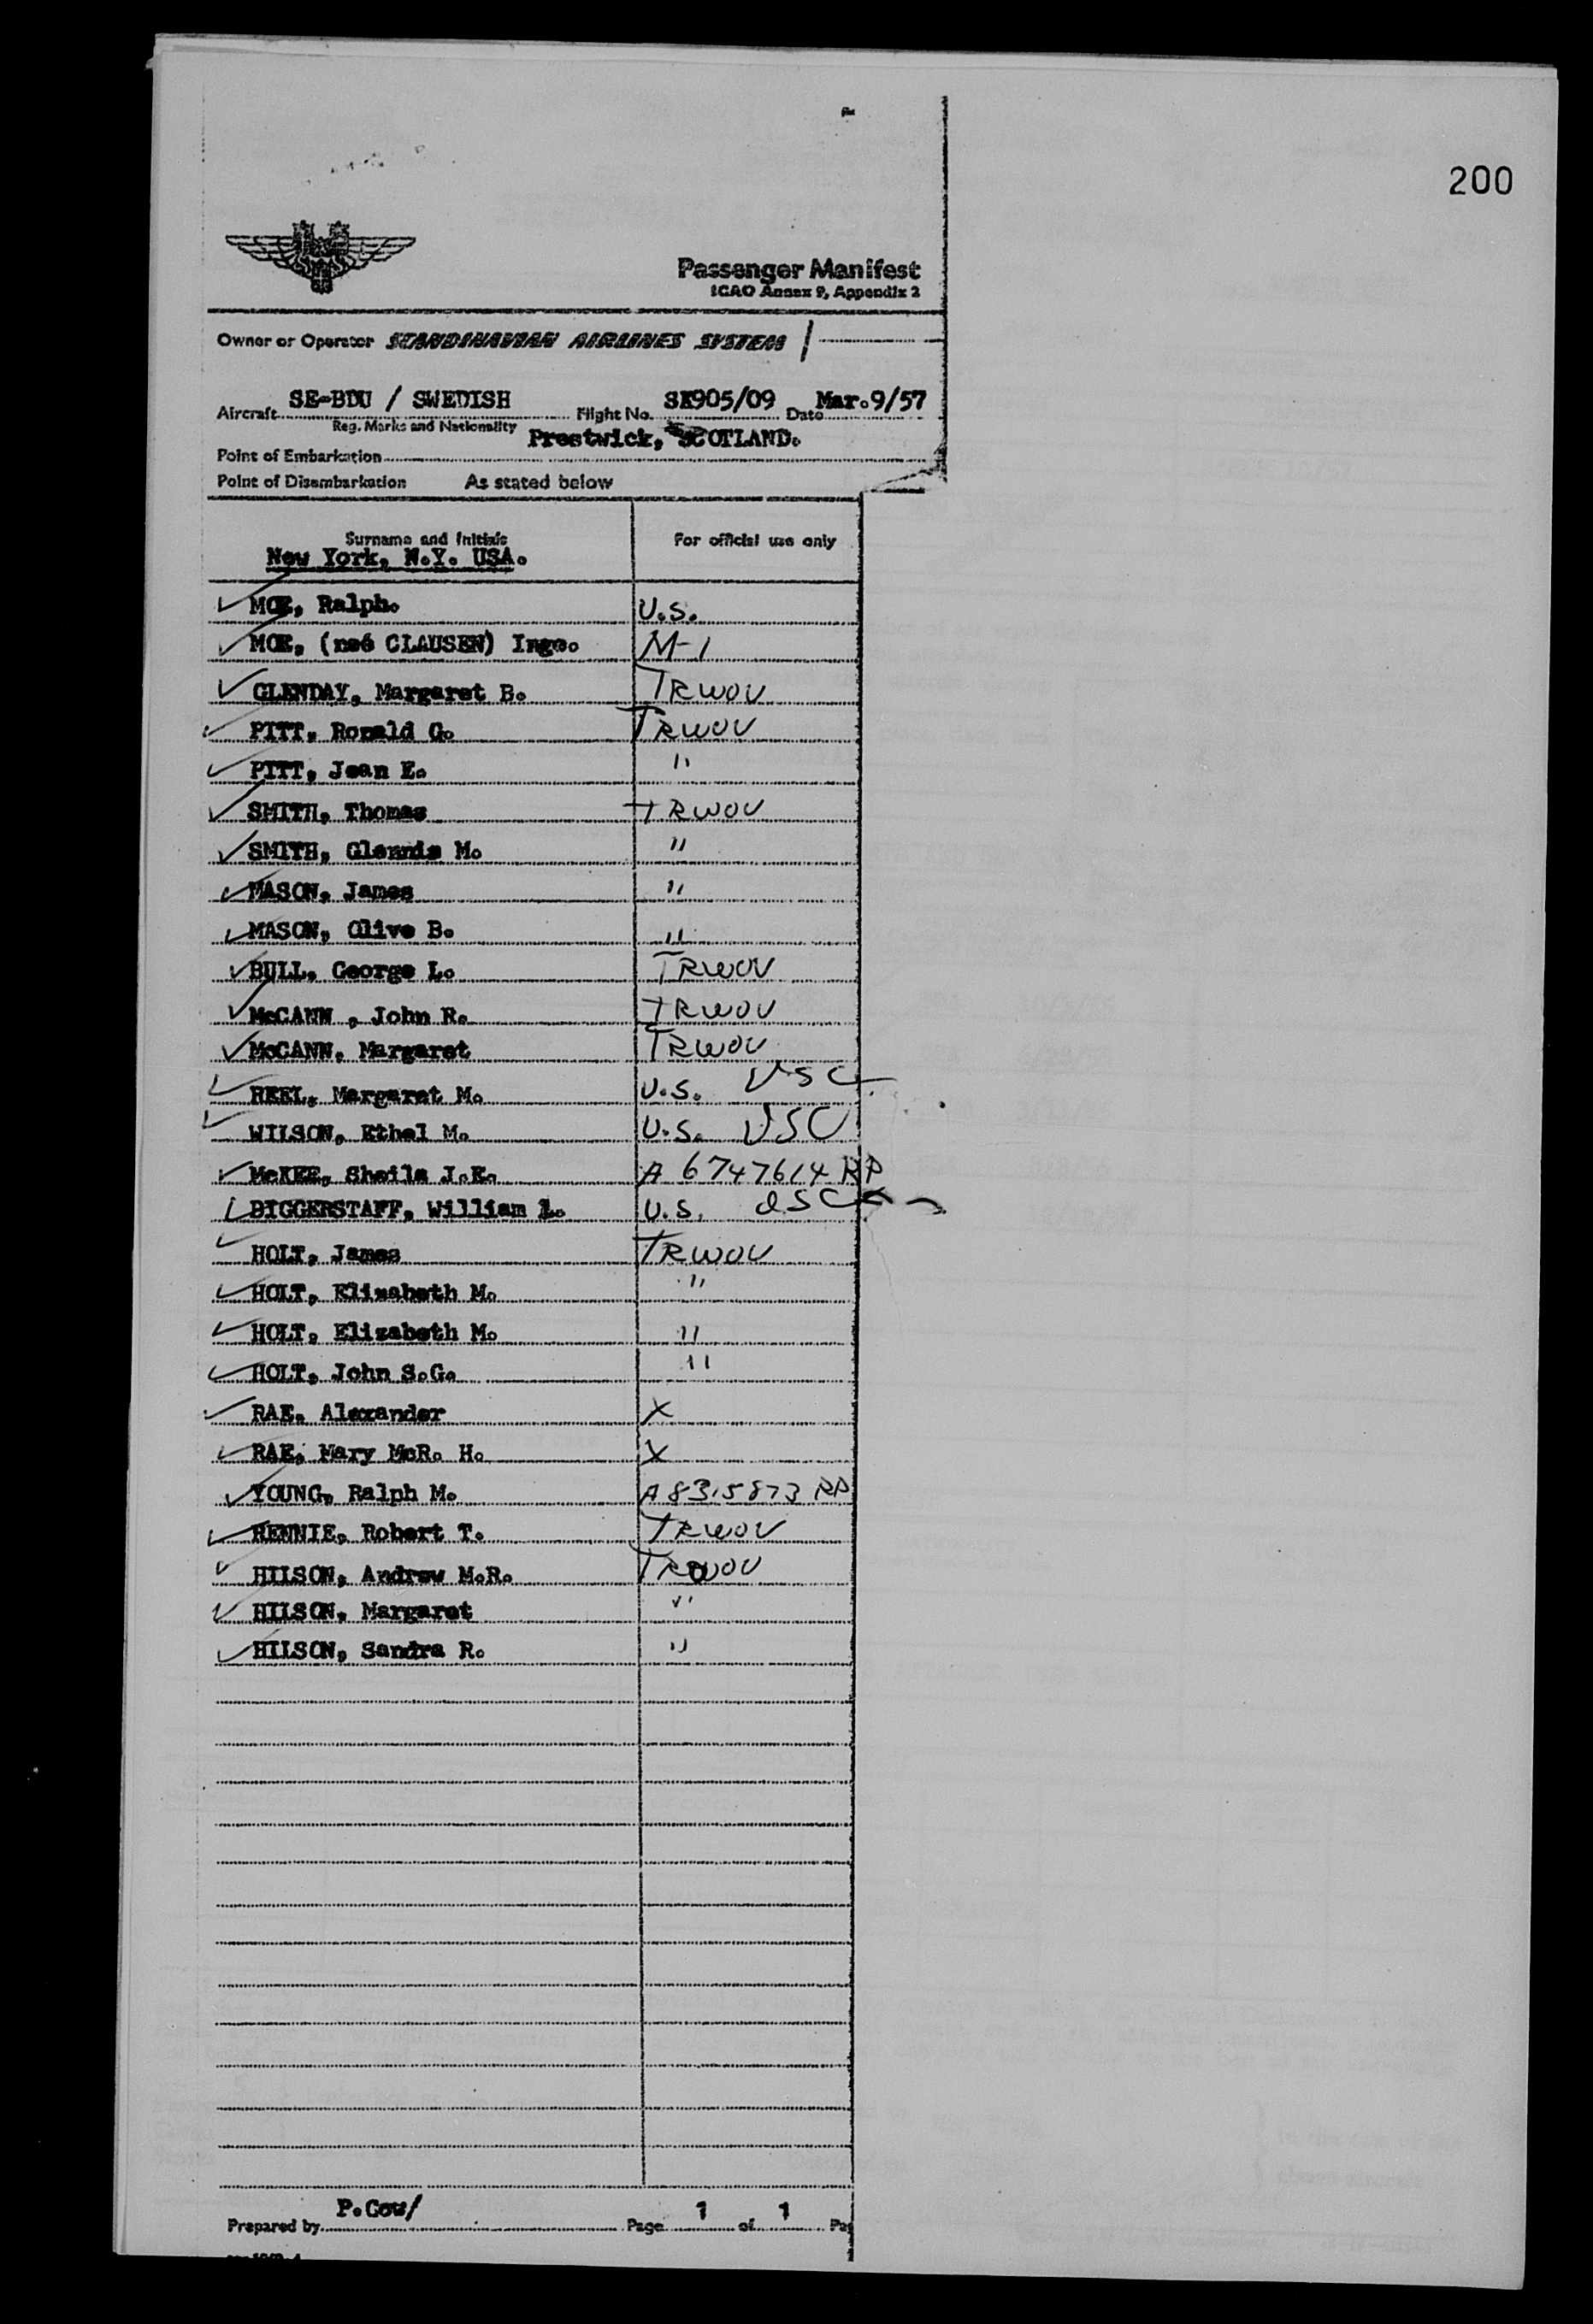 200
Passenger Manifest
ICAO Annex 9, Appendix 2
Owner or Operator SCANDINAVIAN AIRLINES SYSTEM
Aircraft SE-BDU / SWEDISH Flight No. SK905/09 Date Mar.9/57
Reg. Marks and Nationality
Point of Embarkation Prestwick, SCOTLAND.
Point of Disembarkation As stated below
Surname and Initials For official use only
New York, N.Y. USA.
MOE, Ralph. U.S.
MOE, (neé CLAUSEN) Inge. M-1
GLENDAY, Margaret B. TRWOV
PITT, Ronald G. TRWOV
PITT, Jean E. "
SMITH, Thomas TRWOV
SMITH, Glennis M. "
MASON, James "
MASON, Olive B. "
BULL, George L. TRWOV
McCANN , John R. TRWOV
McCANN, Margaret TRWOV
REEL, Margaret M. U.S. USC
WILSON, Ethel M. U.S. USC
McKEE, Sheila J.E. A 6747614 RP
BIGGERSTAFF, William L. U.S. USC
HOLT, James TRWOV
HOLT, Elizabeth M. "
HOLT, Elizabeth M. "
HOLT, John S.G. "
RAE, Alexander X
RAE, Mary McR. H. X
YOUNG, Ralph M. A 8315873 RP
RENNIE, Robert T. TRWOV
HILSON, Andrew M.R. TRWOV
HILSON, Margaret "
HILSON, Sandra R. "
Prepared by P.Cow/ Page 1 of 1